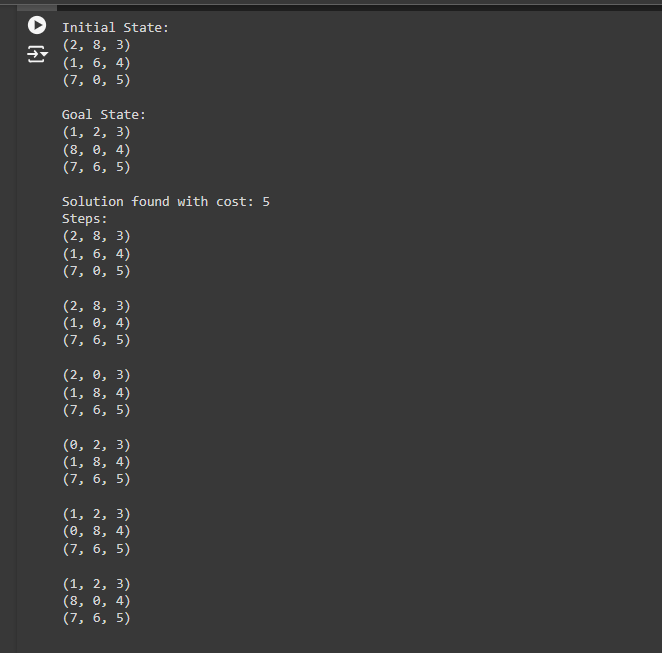 Initial State:
(2, 8, 3)
(1, 6, 4)
(7, 0, 5)
Goal State:
(1, 2, 3)
(8, 0, 4)
(7, 6, 5)
Solution found with cost: 5
Steps:
(2, 8, 3)
(1, 6, 4)
(7, 0, 5)
(2, 8, 3)
(1, 0, 4)
(7, 6, 5)
(2, 0, 3)
(1, 8, 4)
(7, 6, 5)
(0, 2, 3)
(1, 8, 4)
(7, 6, 5)
(1, 2, 3)
(0, 8, 4)
(7, 6, 5)
(1, 2, 3)
(8, 0, 4)
(7, 6, 5)